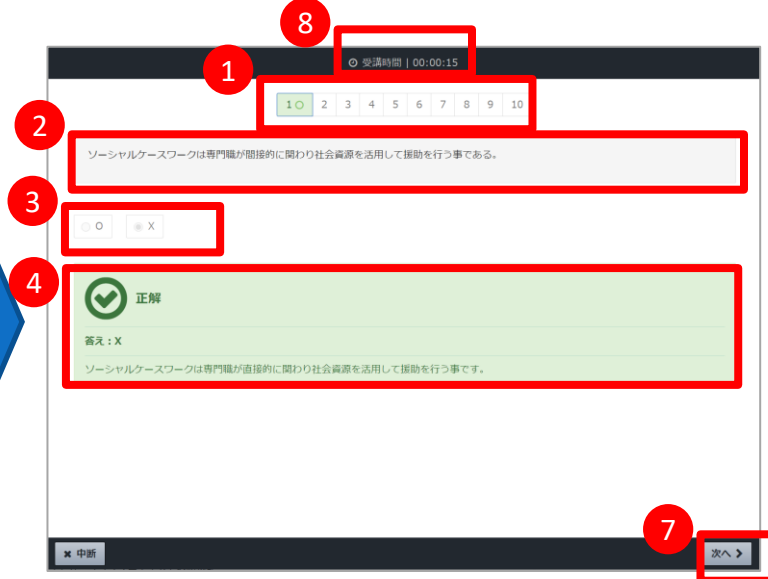 8
受講時間 | 00:00:15
1
1 ○ 2 3 4 5 6 7 8 9 10
2
ソーシャルケースワークは専門職が間接的に関わり社会資源を活用して援助を行う事である。
3
O X
4
正解
答え：X
ソーシャルケースワークは専門職が直接的に関わり社会資源を活用して援助を行う事です。
7
✖ 中断
次へ ❯